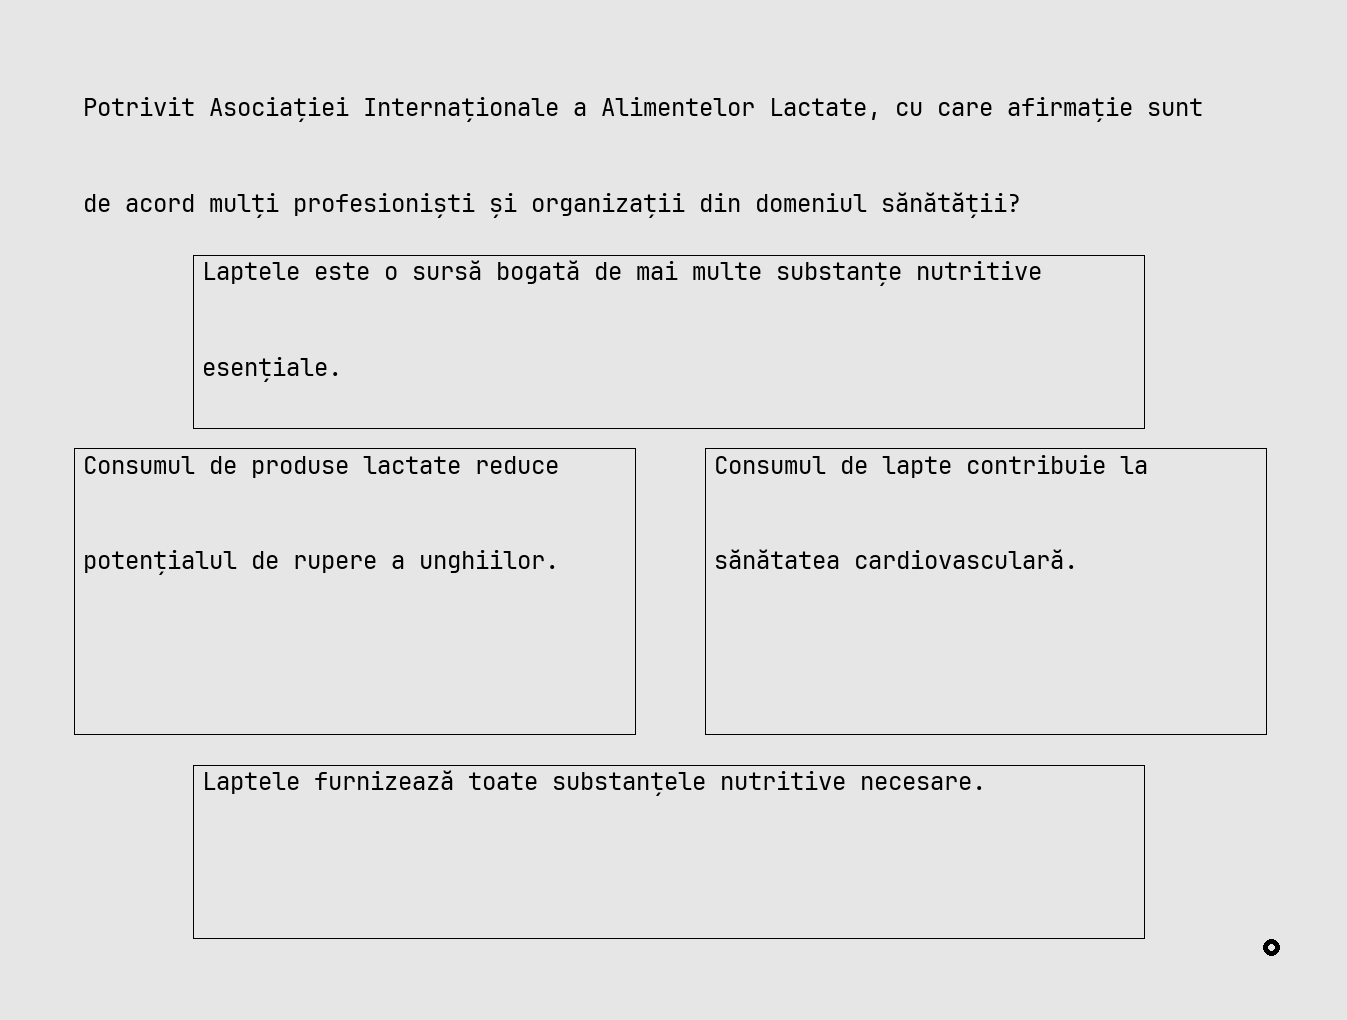 Potrivit Asociației Internaționale a Alimentelor Lactate, cu care afirmație sunt
de acord mulți profesioniști și organizații din domeniul sănătății?
Laptele este o sursă bogată de mai multe substanțe nutritive
esențiale.
Consumul de produse lactate reduce
potențialul de rupere a unghiilor.
Consumul de lapte contribuie la
sănătatea cardiovasculară.
Laptele furnizează toate substanțele nutritive necesare.